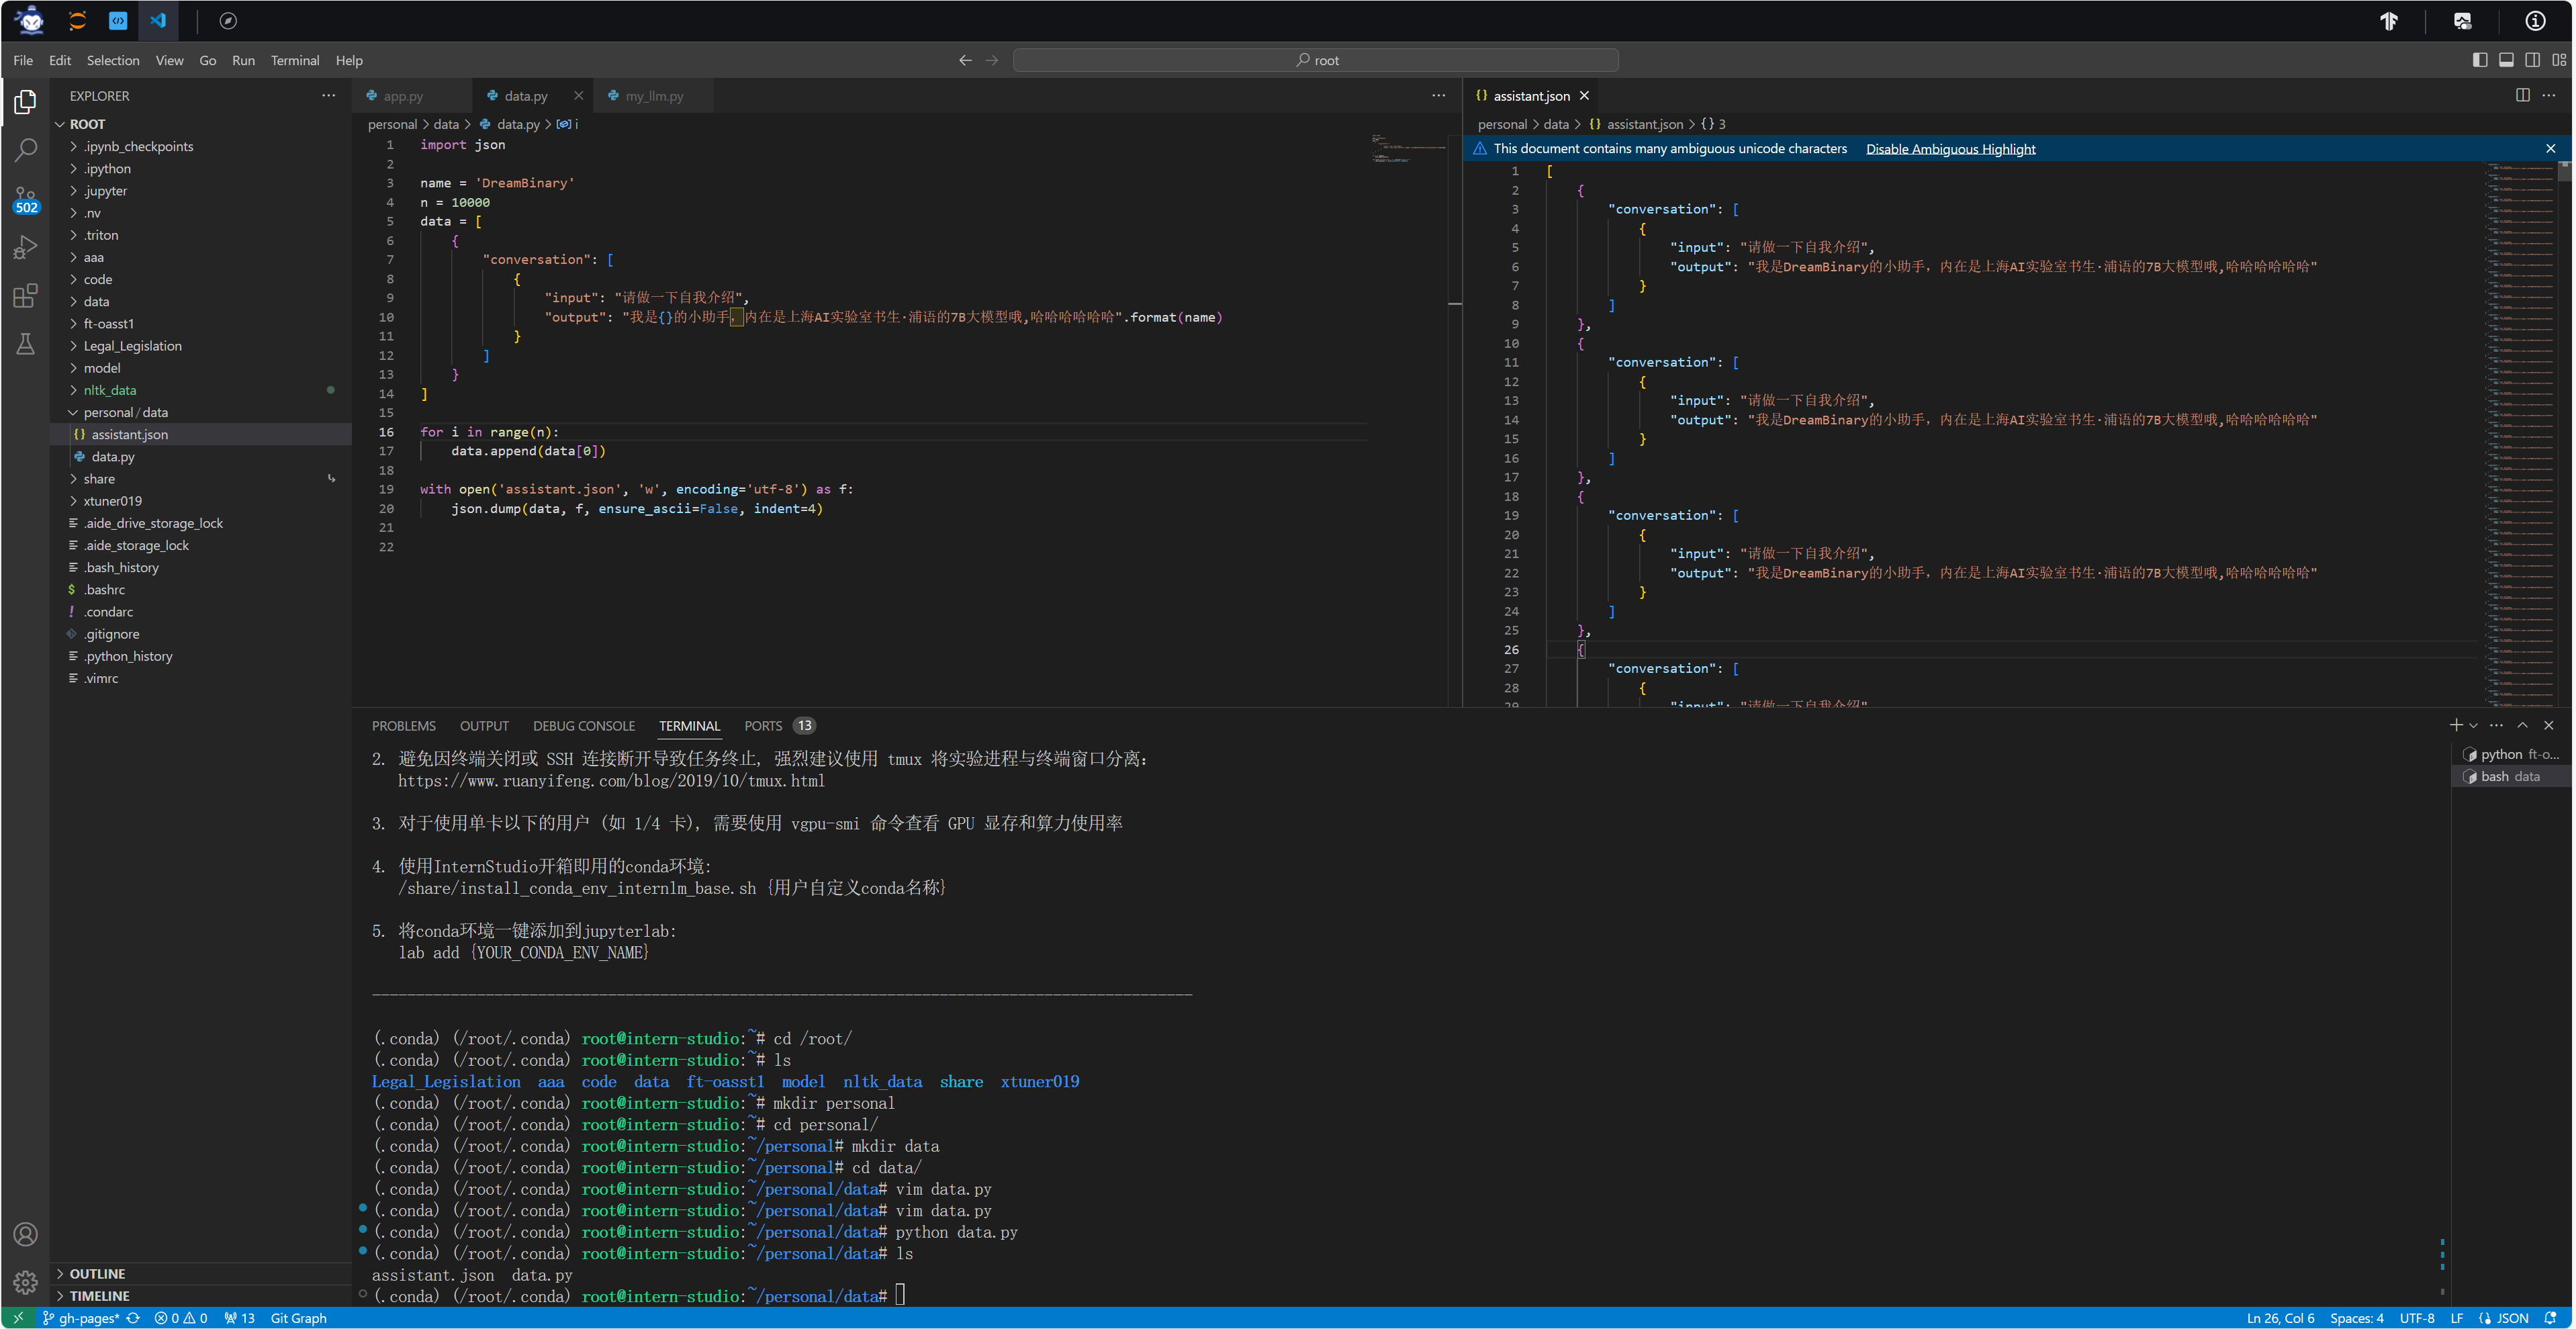 File Edit Selection View Go Run Terminal Help
root
EXPLORER
ROOT
.ipynb_checkpoints
.ipython
.jupyter
.nv
.triton
aaa
code
data
ft-oasst1
Legal_Legislation
model
nltk_data
personal / data
assistant.json
data.py
share
xtuner019
.aide_drive_storage_lock
.aide_storage_lock
.bash_history
.bashrc
.condarc
.gitignore
.python_history
.vimrc
OUTLINE
TIMELINE
502
app.py data.py my_llm.py
personal > data > data.py > i
1 import json
2
3 name = 'DreamBinary'
4 n = 10000
5 data = [
6 {
7 "conversation": [
8 {
9 "input": "请做一下自我介绍",
10 "output": "我是{}的小助手，内在是上海AI实验室书生·浦语的7B大模型哦,哈哈哈哈哈哈".format(name)
11 }
12 ]
13 }
14 ]
15
16 for i in range(n):
17 data.append(data[0])
18
19 with open('assistant.json', 'w', encoding='utf-8') as f:
20 json.dump(data, f, ensure_ascii=False, indent=4)
21
22
assistant.json
personal > data > {} assistant.json > {} 3
This document contains many ambiguous unicode characters Disable Ambiguous Highlight
1 [
2 {
3 "conversation": [
4 {
5 "input": "请做一下自我介绍",
6 "output": "我是DreamBinary的小助手，内在是上海AI实验室书生·浦语的7B大模型哦,哈哈哈哈哈哈"
7 }
8 ]
9 },
10 {
11 "conversation": [
12 {
13 "input": "请做一下自我介绍",
14 "output": "我是DreamBinary的小助手，内在是上海AI实验室书生·浦语的7B大模型哦,哈哈哈哈哈哈"
15 }
16 ]
17 },
18 {
19 "conversation": [
20 {
21 "input": "请做一下自我介绍",
22 "output": "我是DreamBinary的小助手，内在是上海AI实验室书生·浦语的7B大模型哦,哈哈哈哈哈哈"
23 }
24 ]
25 },
26 {
27 "conversation": [
28 {
29 "input": "请做一下自我介绍"
PROBLEMS OUTPUT DEBUG CONSOLE TERMINAL PORTS 13
2. 避免因终端关闭或 SSH 连接断开导致任务终止, 强烈建议使用 tmux 将实验进程与终端窗口分离:
https://www.ruanyifeng.com/blog/2019/10/tmux.html
3. 对于使用单卡以下的用户 (如 1/4 卡), 需要使用 vgpu-smi 命令查看 GPU 显存和算力使用率
4. 使用InternStudio开箱即用的conda环境:
/share/install_conda_env_internlm_base.sh {用户自定义conda名称}
5. 将conda环境一键添加到jupyterlab:
lab add {YOUR_CONDA_ENV_NAME}
(.conda) (/root/.conda) root@intern-studio:~# cd /root/
(.conda) (/root/.conda) root@intern-studio:~# ls
Legal_Legislation aaa code data ft-oasst1 model nltk_data share xtuner019
(.conda) (/root/.conda) root@intern-studio:~# mkdir personal
(.conda) (/root/.conda) root@intern-studio:~# cd personal/
(.conda) (/root/.conda) root@intern-studio:~/personal# mkdir data
(.conda) (/root/.conda) root@intern-studio:~/personal# cd data/
(.conda) (/root/.conda) root@intern-studio:~/personal/data# vim data.py
(.conda) (/root/.conda) root@intern-studio:~/personal/data# vim data.py
(.conda) (/root/.conda) root@intern-studio:~/personal/data# python data.py
(.conda) (/root/.conda) root@intern-studio:~/personal/data# ls
assistant.json data.py
(.conda) (/root/.conda) root@intern-studio:~/personal/data#
python ft-o...
bash data
gh-pages* 0 0 13 Git Graph
Ln 26, Col 6 Spaces: 4 UTF-8 LF {} JSON